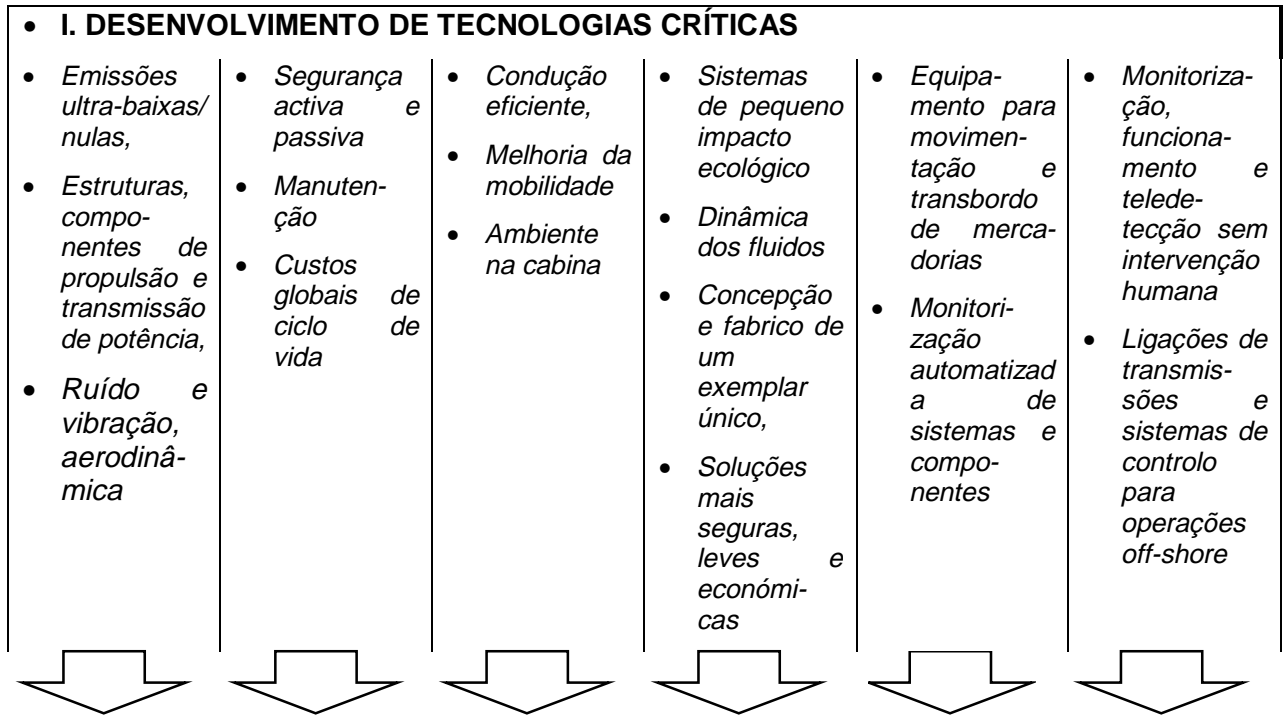 • I. DESENVOLVIMENTO DE TECNOLOGIAS CRÍTICAS
• Emissões
ultra-baixas/
nulas,
• Estruturas,
compo-
nentes de
propulsão e
transmissão
de potência,
• Ruído e
vibração,
aerodinâ-
mica
• Segurança
activa e
passiva
• Manuten-
ção
• Custos
globais de
ciclo de
vida
• Condução
eficiente,
• Melhoria da
mobilidade
• Ambiente
na cabina
• Sistemas
de pequeno
impacto
ecológico
• Dinâmica
dos fluidos
• Concepção
e fabrico de
um
exemplar
único,
• Soluções
mais
seguras,
leves e
económi-
cas
• Equipa-
mento para
movimen-
tação e
transbordo
de merca-
dorias
• Monitori-
zação
automatizad
a de
sistemas e
compo-
nentes
• Monitoriza-
ção,
funciona-
mento e
telede-
tecção sem
intervenção
humana
• Ligações de
transmis-
sões e
sistemas de
controlo
para
operações
off-shore